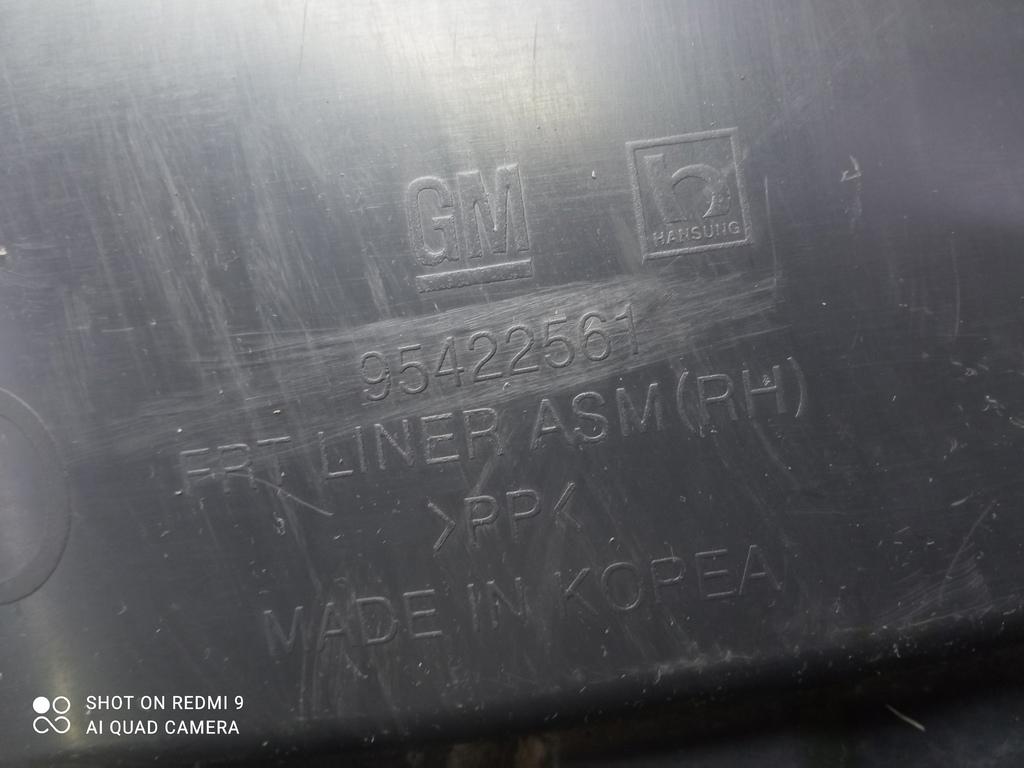 GM
HANSUNG
95422561
FRT LINER ASM(RH)
>PP<
MADE IN KOREA
SHOT ON REDMI 9
AI QUAD CAMERA